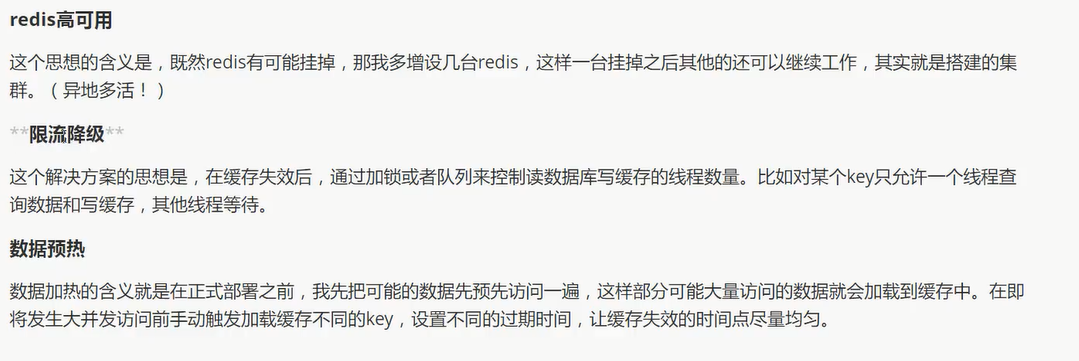 redis高可用
这个思想的含义是，既然redis有可能挂掉，那我多增设几台redis，这样一台挂掉之后其他的还可以继续工作，其实就是搭建的集
群。（异地多活！）
**限流降级**
这个解决方案的思想是，在缓存失效后，通过加锁或者队列来控制读数据库写缓存的线程数量。比如对某个key只允许一个线程查
询数据和写缓存，其他线程等待。
数据预热
数据加热的含义就是在正式部署之前，我先把可能的数据先预先访问一遍，这样部分可能大量访问的数据就会加载到缓存中。在即
将发生大并发访问前手动触发加载缓存不同的key，设置不同的过期时间，让缓存失效的时间点尽量均匀。